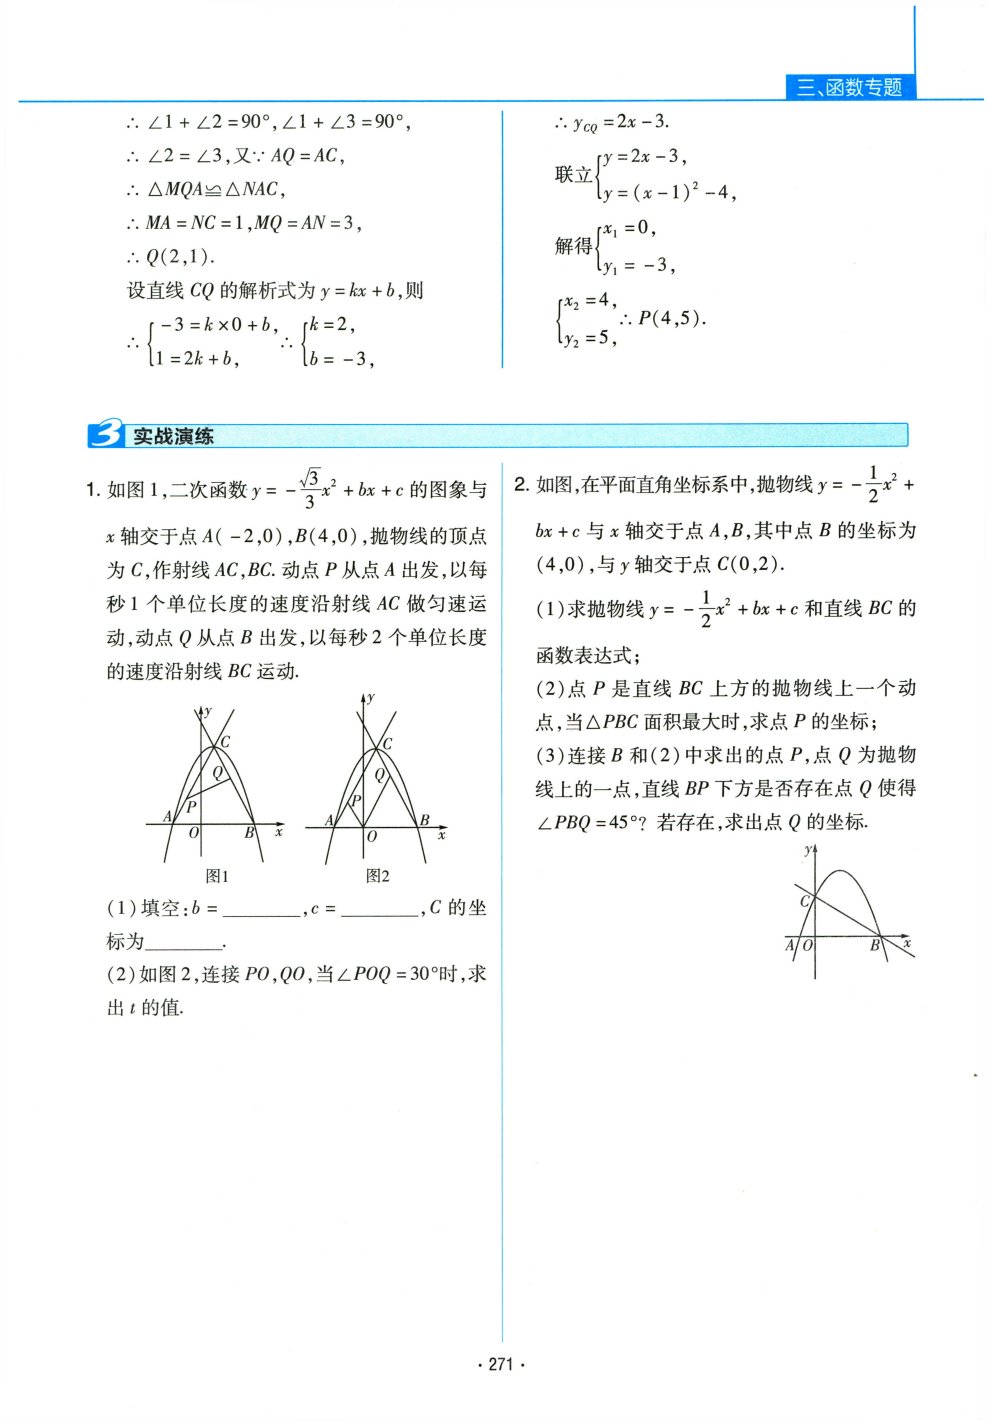 三、函数专题
∴ ∠1 + ∠2 = 90°, ∠1 + ∠3 = 90°,
∴ ∠2 = ∠3, 又∵ AQ = AC,
∴ △MQA≌△NAC,
∴ MA = NC = 1, MQ = AN = 3,
∴ Q(2,1).
设直线 CQ 的解析式为 y = kx + b, 则
∴ { -3 = k × 0 + b, 1 = 2k + b, ∴ { k = 2, b = -3,
∴ y_CQ = 2x - 3.
联立 { y = 2x - 3, y = (x - 1)² - 4,
解得 { x₁ = 0, y₁ = -3,
{ x₂ = 4, y₂ = 5, ∴ P(4,5).
3 实战演练
1. 如图 1, 二次函数 y = -√3/3 x² + bx + c 的图象与
x 轴交于点 A( -2,0), B(4,0), 抛物线的顶点
为 C, 作射线 AC, BC. 动点 P 从点 A 出发, 以每
秒 1 个单位长度的速度沿射线 AC 做匀速运
动, 动点 Q 从点 B 出发, 以每秒 2 个单位长度
的速度沿射线 BC 运动.
y
C
Q
P
A
O
B
x
图1
y
C
Q
P
A
O
B
x
图2
(1) 填空: b = ________, c = ________, C 的坐
标为________.
(2) 如图 2, 连接 PO, QO, 当∠POQ = 30°时, 求
出 t 的值.
2. 如图, 在平面直角坐标系中, 抛物线 y = -1/2 x² +
bx + c 与 x 轴交于点 A, B, 其中点 B 的坐标为
(4,0), 与 y 轴交于点 C(0,2).
(1) 求抛物线 y = -1/2 x² + bx + c 和直线 BC 的
函数表达式;
(2) 点 P 是直线 BC 上方的抛物线上一个动
点, 当△PBC 面积最大时, 求点 P 的坐标;
(3) 连接 B 和(2)中求出的点 P, 点 Q 为抛物
线上的一点, 直线 BP 下方是否存在点 Q 使得
∠PBQ = 45°? 若存在, 求出点 Q 的坐标.
y
C
A
O
B
x
· 271 ·